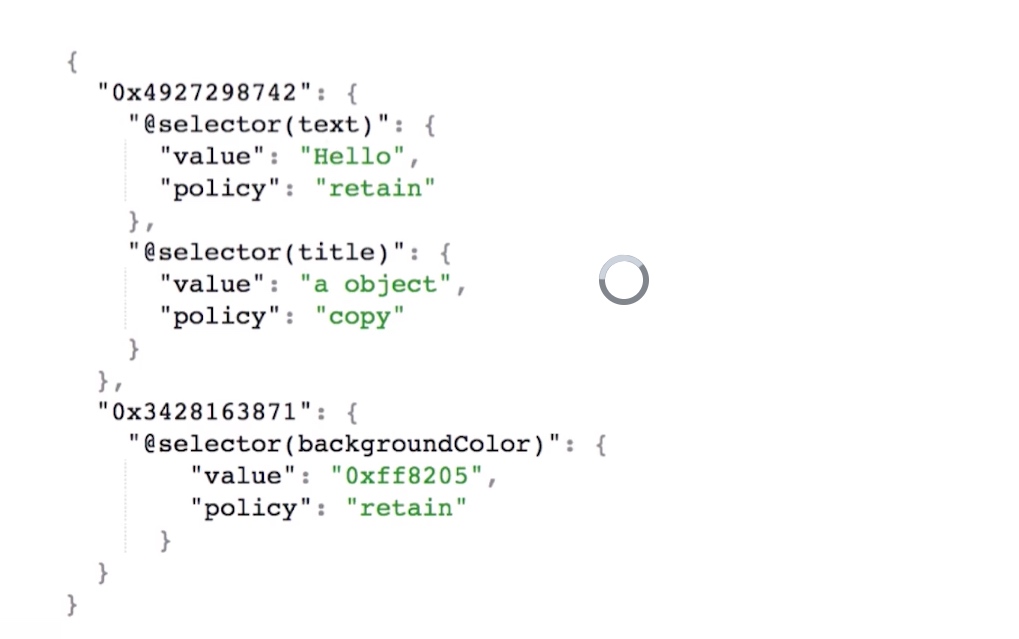 {
"0x4927298742": {
"@selector(text)": {
"value": "Hello",
"policy": "retain"
},
"@selector(title)": {
"value": "a object",
"policy": "copy"
}
},
"0x3428163871": {
"@selector(backgroundColor)": {
"value": "0xff8205",
"policy": "retain"
}
}
}